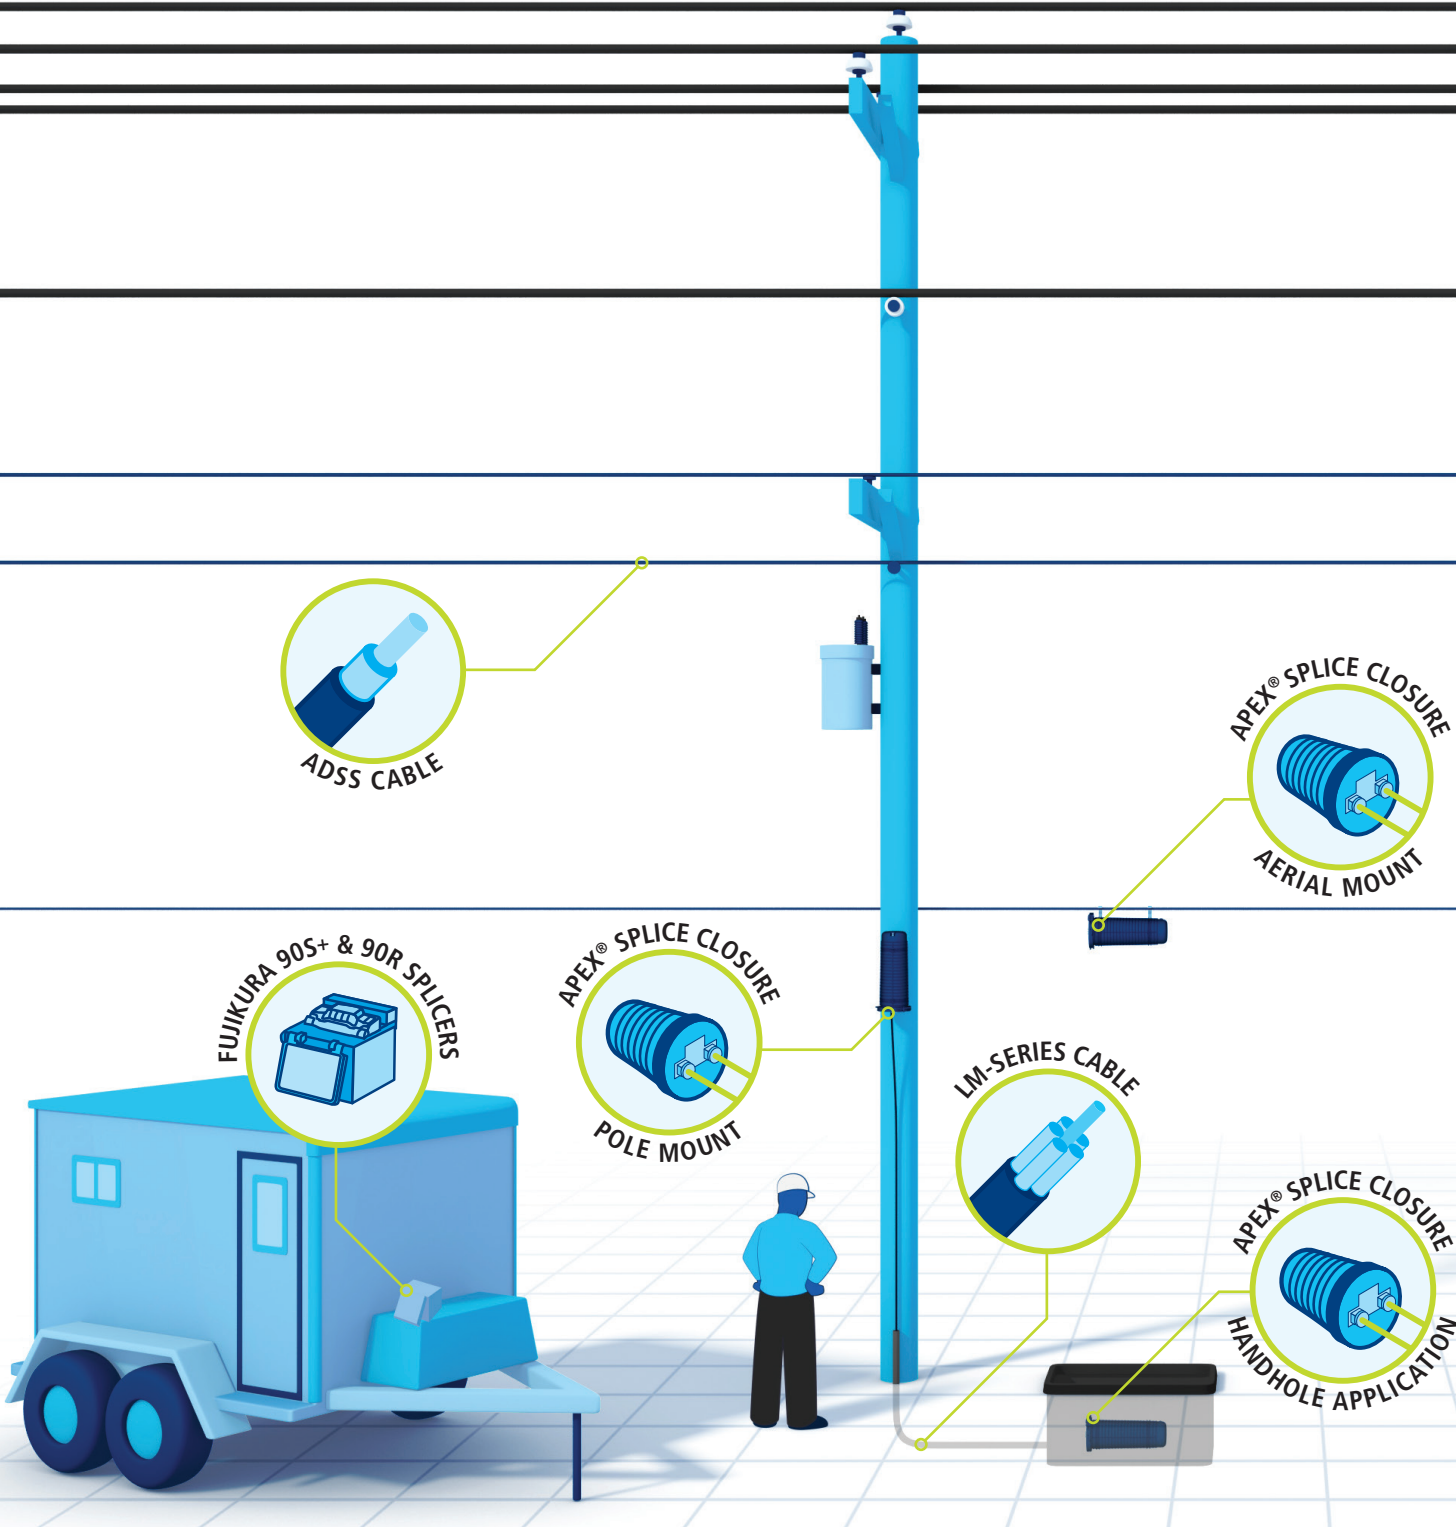 ADSS CABLE
APEX® SPLICE CLOSURE
AERIAL MOUNT
FUJIKURA 90S+ & 90R SPLICERS
APEX® SPLICE CLOSURE
POLE MOUNT
LM-SERIES CABLE
APEX® SPLICE CLOSURE
HANDHOLE APPLICATION